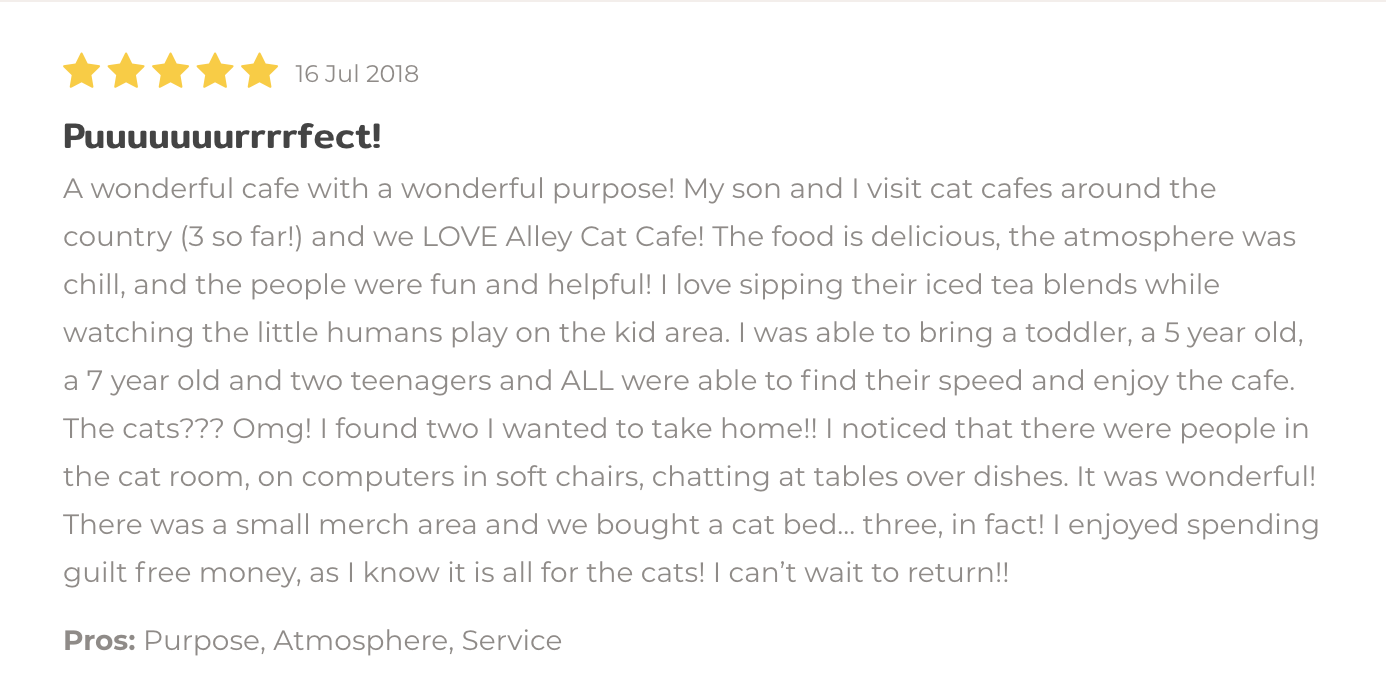 16 Jul 2018
Puuuuuuurrrrfect!
A wonderful cafe with a wonderful purpose! My son and I visit cat cafes around the
country (3 so far!) and we LOVE Alley Cat Cafe! The food is delicious, the atmosphere was
chill, and the people were fun and helpful! I love sipping their iced tea blends while
watching the little humans play on the kid area. I was able to bring a toddler, a 5 year old,
a 7 year old and two teenagers and ALL were able to find their speed and enjoy the cafe.
The cats??? Omg! I found two I wanted to take home!! I noticed that there were people in
the cat room, on computers in soft chairs, chatting at tables over dishes. It was wonderful!
There was a small merch area and we bought a cat bed... three, in fact! I enjoyed spending
guilt free money, as I know it is all for the cats! I can’t wait to return!!
Pros: Purpose, Atmosphere, Service